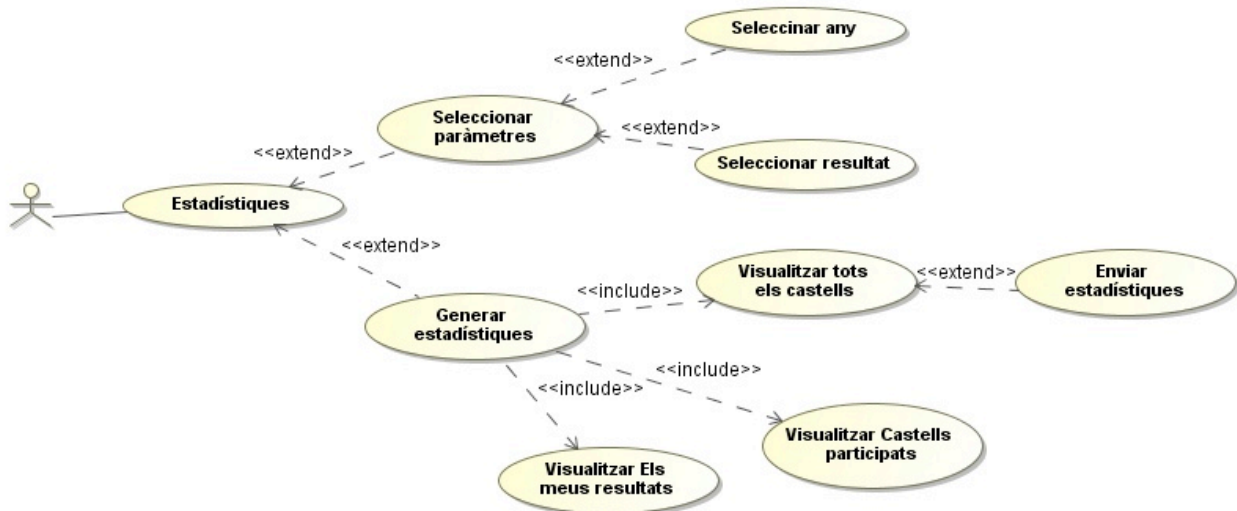 Seleccinar any
<<extend>>
Seleccionar
paràmetres
<<extend>>
<<extend>>
Seleccionar resultat
Estadístiques
<<extend>>
Visualitzar tots
els castells
<<extend>>
Enviar
estadístiques
<<include>>
Generar
estadístiques
<<include>>
<<include>>
Visualitzar Castells
participats
Visualitzar Els
meus resultats